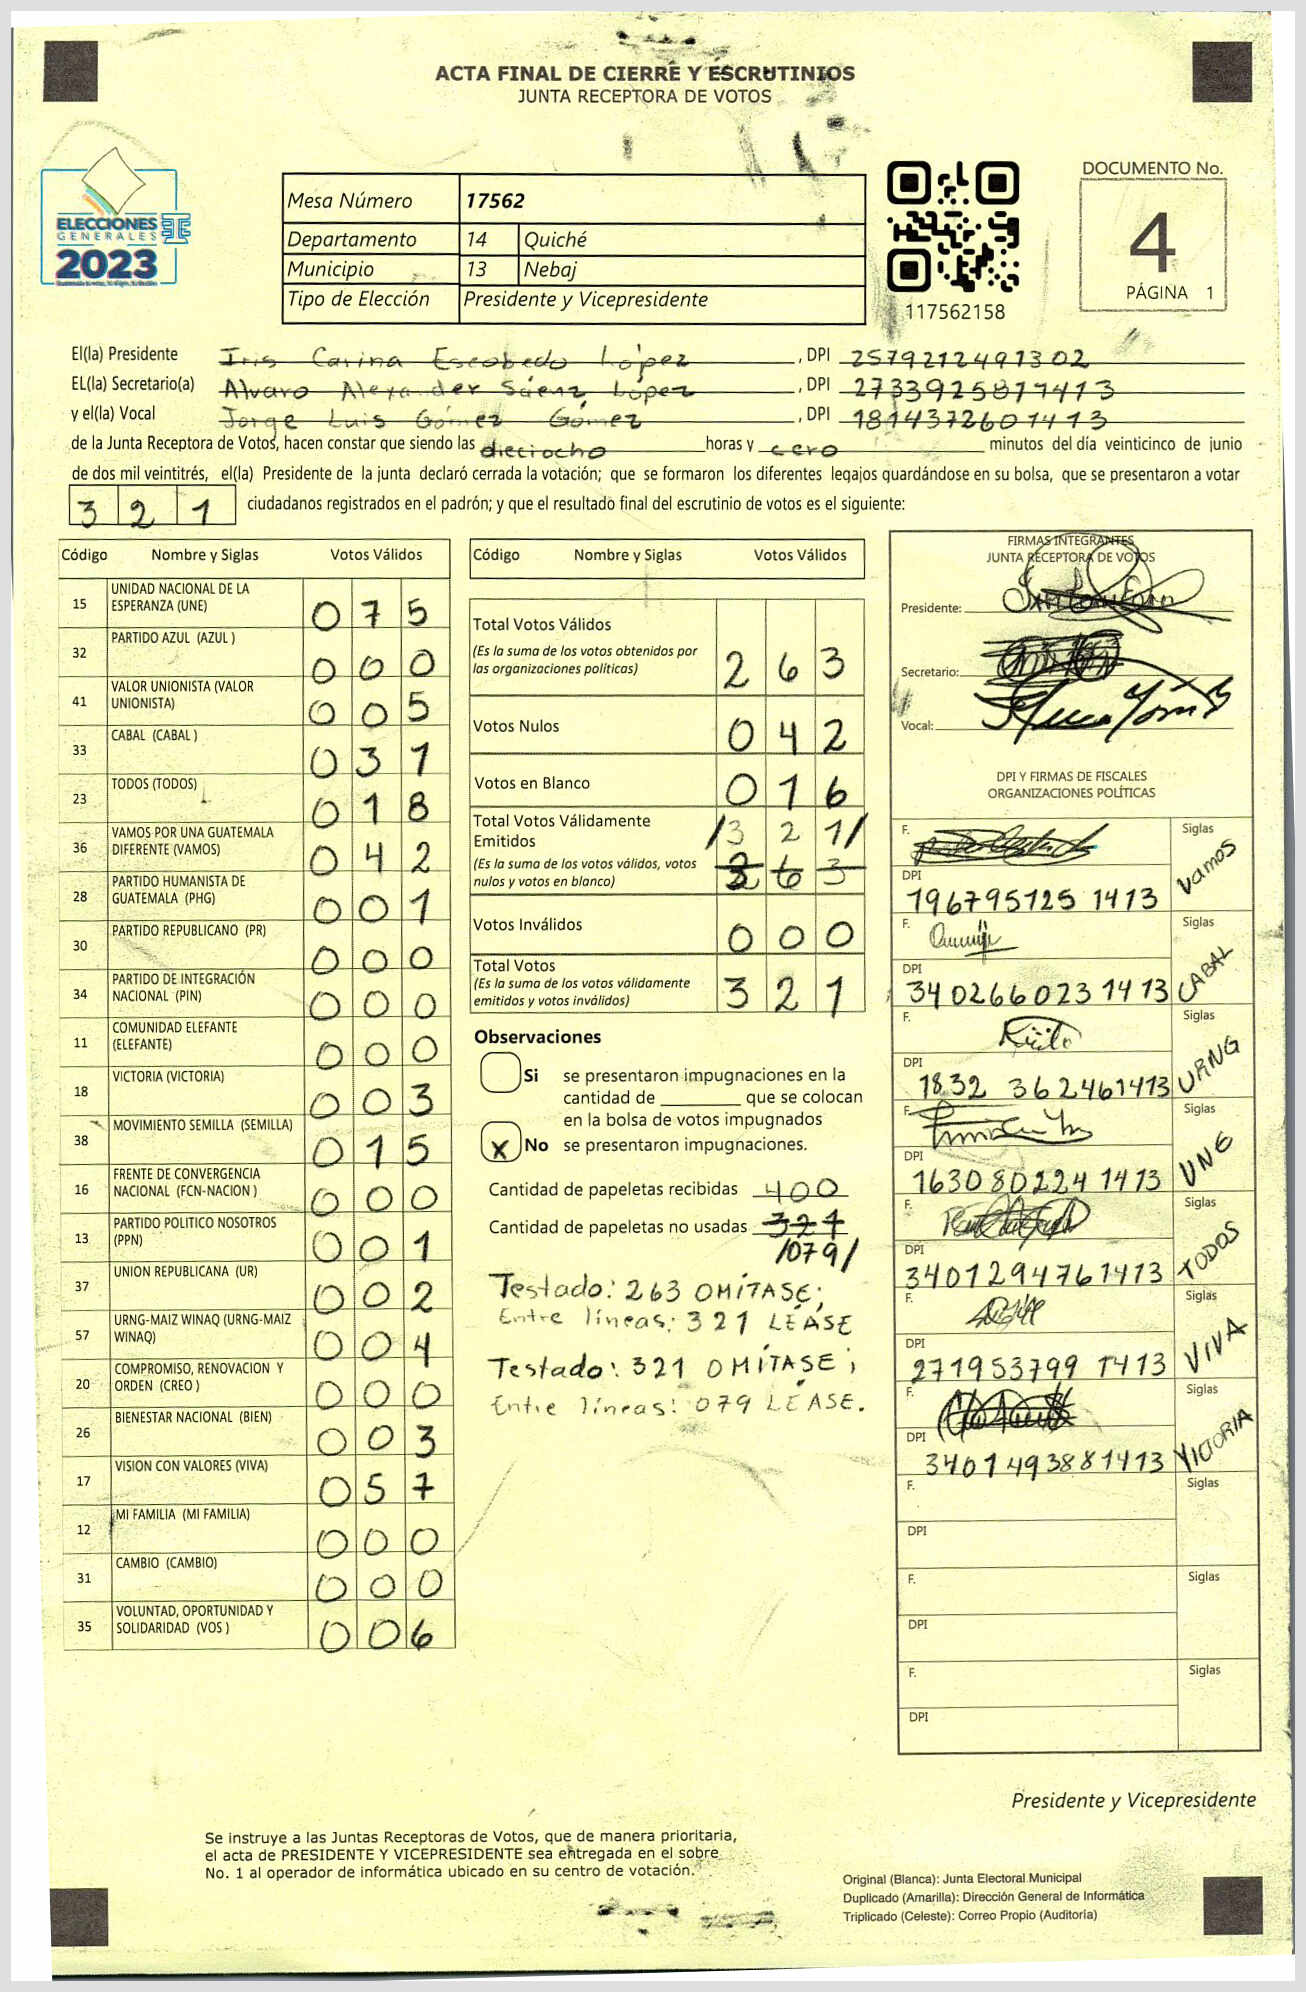 ACTA FINAL DE CIERRE Y ESCRUTINIOS
JUNTA RECEPTORA DE VOTOS
ELECCIONES
GENERALES
2023
Mesa Número 17562
Departamento 14 Quiché
Municipio 13 Nebaj
Tipo de Elección Presidente y Vicepresidente
117562158
DOCUMENTO No.
4
PÁGINA 1
El(la) Presidente Iris Carina Escobedo López, DPI 2579212491302
EL(la) Secretario(a) Alvaro Alexander Sáenz López, DPI 2733925871413
y el(la) Vocal Jorge Luis Gómez Gómez, DPI 1814372601413
de la Junta Receptora de Votos, hacen constar que siendo las dieciocho horas y cero minutos del día veinticinco de junio
de dos mil veintitrés, el(la) Presidente de la junta declaró cerrada la votación; que se formaron los diferentes legajos guardándose en su bolsa, que se presentaron a votar
3 2 1 ciudadanos registrados en el padrón; y que el resultado final del escrutinio de votos es el siguiente:
Código Nombre y Siglas Votos Válidos
15 UNIDAD NACIONAL DE LA
ESPERANZA (UNE) 0 7 5
32 PARTIDO AZUL (AZUL ) 0 0 0
41 VALOR UNIONISTA (VALOR
UNIONISTA) 0 0 5
33 CABAL (CABAL ) 0 3 1
23 TODOS (TODOS) 0 1 8
36 VAMOS POR UNA GUATEMALA
DIFERENTE (VAMOS) 0 4 2
28 PARTIDO HUMANISTA DE
GUATEMALA (PHG) 0 0 1
30 PARTIDO REPUBLICANO (PR) 0 0 0
34 PARTIDO DE INTEGRACIÓN
NACIONAL (PIN) 0 0 0
11 COMUNIDAD ELEFANTE
(ELEFANTE) 0 0 0
18 VICTORIA (VICTORIA) 0 0 3
38 MOVIMIENTO SEMILLA (SEMILLA) 0 1 5
16 FRENTE DE CONVERGENCIA
NACIONAL (FCN-NACION ) 0 0 0
13 PARTIDO POLITICO NOSOTROS
(PPN) 0 0 1
37 UNION REPUBLICANA (UR) 0 0 2
57 URNG-MAIZ WINAQ (URNG-MAIZ
WINAQ) 0 0 4
20 COMPROMISO, RENOVACION Y
ORDEN (CREO ) 0 0 0
26 BIENESTAR NACIONAL (BIEN) 0 0 3
17 VISION CON VALORES (VIVA) 0 5 7
12 MI FAMILIA (MI FAMILIA) 0 0 0
31 CAMBIO (CAMBIO) 0 0 0
35 VOLUNTAD, OPORTUNIDAD Y
SOLIDARIDAD (VOS ) 0 0 6
Código Nombre y Siglas Votos Válidos
Total Votos Válidos
(Es la suma de los votos obtenidos por
las organizaciones políticas) 2 6 3
Votos Nulos 0 4 2
Votos en Blanco 0 1 6
Total Votos Válidamente
Emitidos /3 2 1/
(Es la suma de los votos válidos, votos
nulos y votos en blanco) 2 6 3
Votos Inválidos 0 0 0
Total Votos
(Es la suma de los votos válidamente
emitidos y votos inválidos) 3 2 1
Observaciones
Si se presentaron impugnaciones en la
cantidad de ________ que se colocan
en la bolsa de votos impugnados
x No se presentaron impugnaciones.
Cantidad de papeletas recibidas 400
Cantidad de papeletas no usadas 321
/079/
Testado: 263 OMÍTASE;
Entre líneas: 321 LÉASE
Testado: 321 OMÍTASE;
Entre líneas: 079 LÉASE.
FIRMAS INTEGRANTES
JUNTA RECEPTORA DE VOTOS
Presidente:
Secretario:
Vocal:
DPI Y FIRMAS DE FISCALES
ORGANIZACIONES POLÍTICAS
F. Siglas
DPI 196795125 1413 Vamos
F. Siglas
DPI 340266023 1413 CABAL
F. Siglas
DPI 1832 362461413 URNG
F. Siglas
DPI 163080224 1413 UNE
F. Siglas
DPI 3401294761413 TODOS
F. Siglas
DPI 271953799 1413 VIVA
F. Siglas
DPI 3401493881413 VICTORIA
F. Siglas
DPI
F. Siglas
DPI
F. Siglas
DPI
Presidente y Vicepresidente
Se instruye a las Juntas Receptoras de Votos, que de manera prioritaria,
el acta de PRESIDENTE Y VICEPRESIDENTE sea entregada en el sobre
No. 1 al operador de informática ubicado en su centro de votación.
Original (Blanca): Junta Electoral Municipal
Duplicado (Amarilla): Dirección General de Informática
Triplicado (Celeste): Correo Propio (Auditoría)